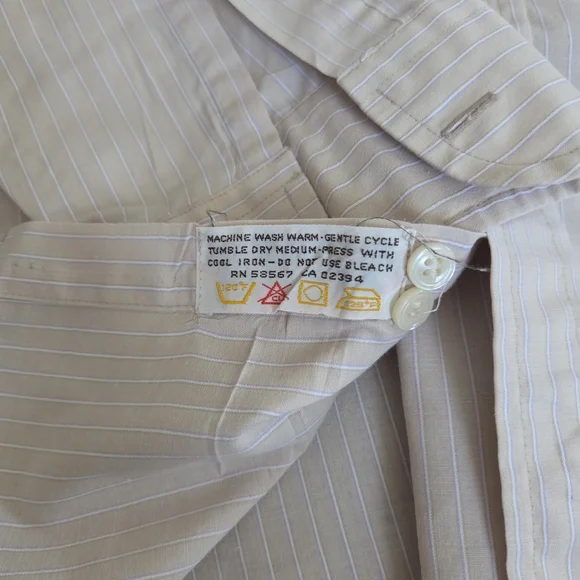 MACHINE WASH WARM-GENTLE CYCLE
TUMBLE DRY MEDIUM-PRESS WITH
COOL IRON-DO NOT USE BLEACH
RN 58567 CA 02394
120°F